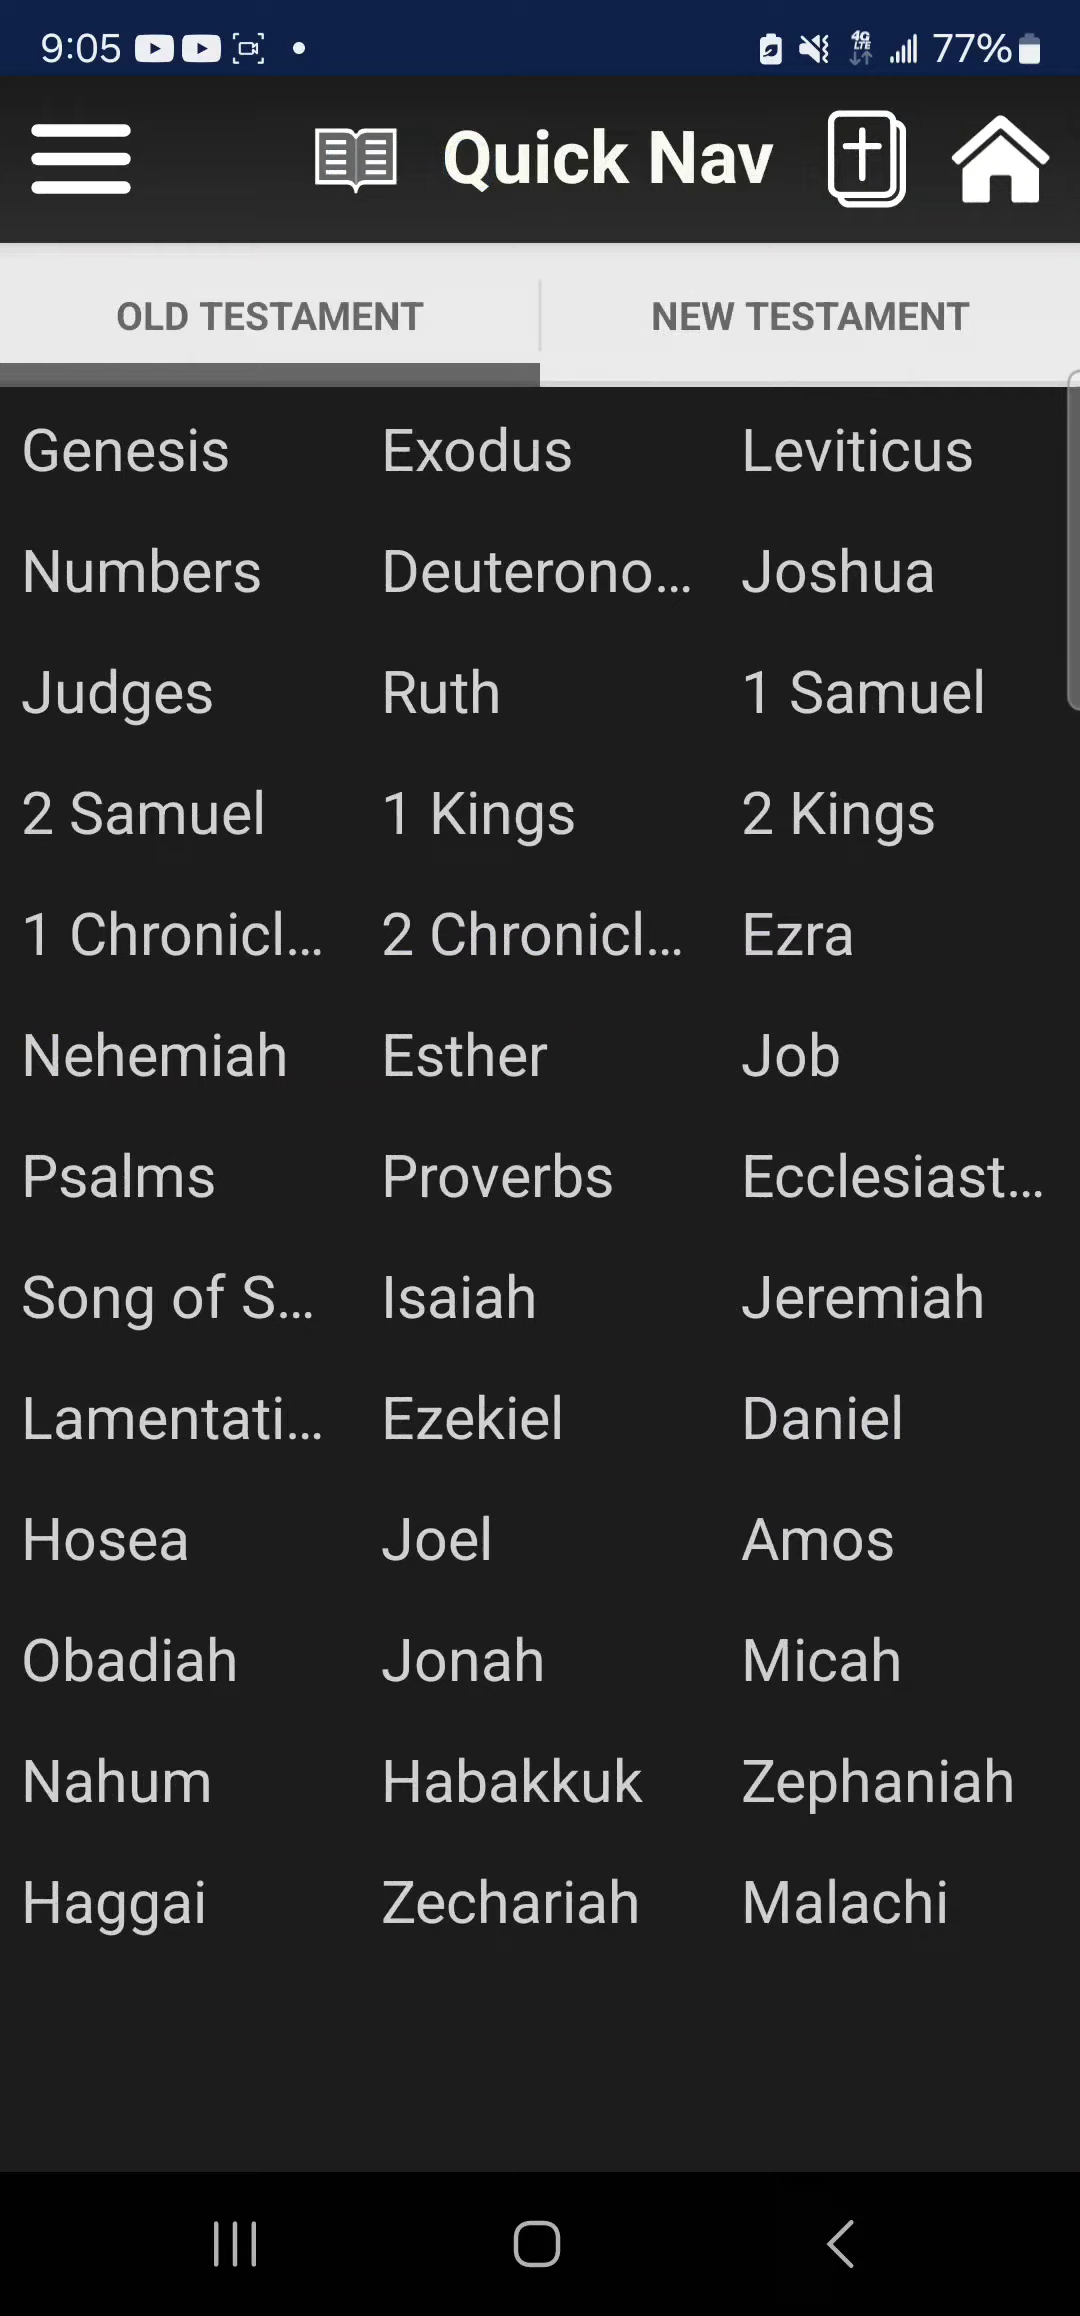 9:05 4G LTE 77%
Quick Nav
OLD TESTAMENT NEW TESTAMENT
Genesis Exodus Leviticus
Numbers Deuterono... Joshua
Judges Ruth 1 Samuel
2 Samuel 1 Kings 2 Kings
1 Chronicl... 2 Chronicl... Ezra
Nehemiah Esther Job
Psalms Proverbs Ecclesiast...
Song of S... Isaiah Jeremiah
Lamentati... Ezekiel Daniel
Hosea Joel Amos
Obadiah Jonah Micah
Nahum Habakkuk Zephaniah
Haggai Zechariah Malachi